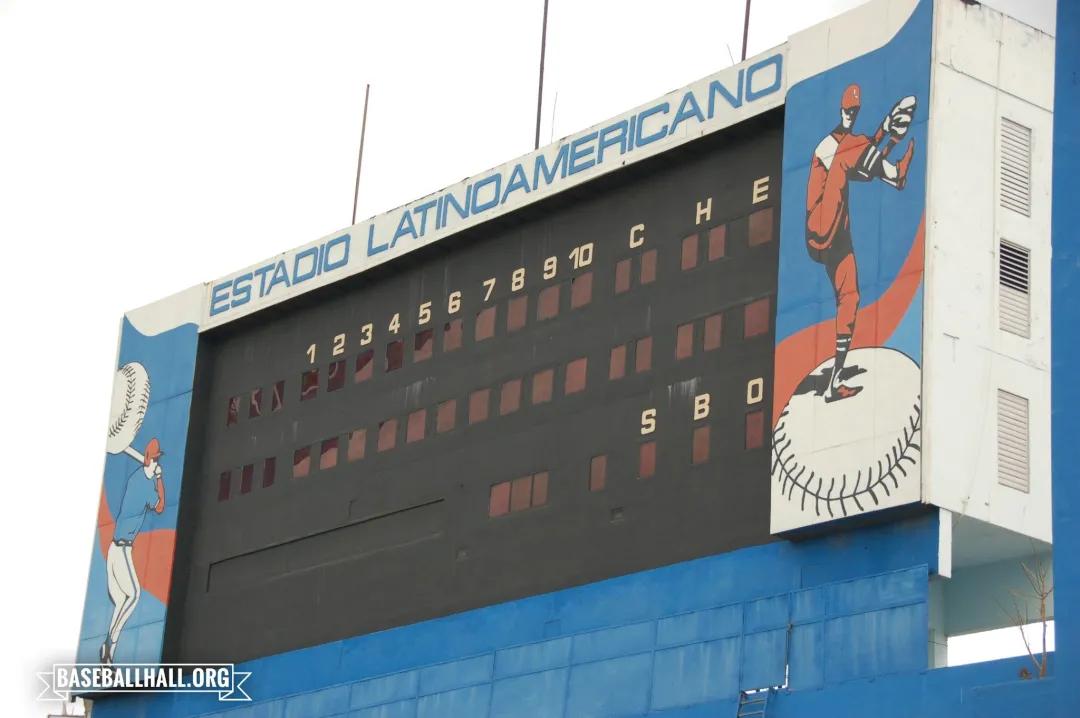 ESTADIO LATINOAMERICANO
1 2 3 4 5 6 7 8 9 10 C H E
S B O
BASEBALLHALL.ORG